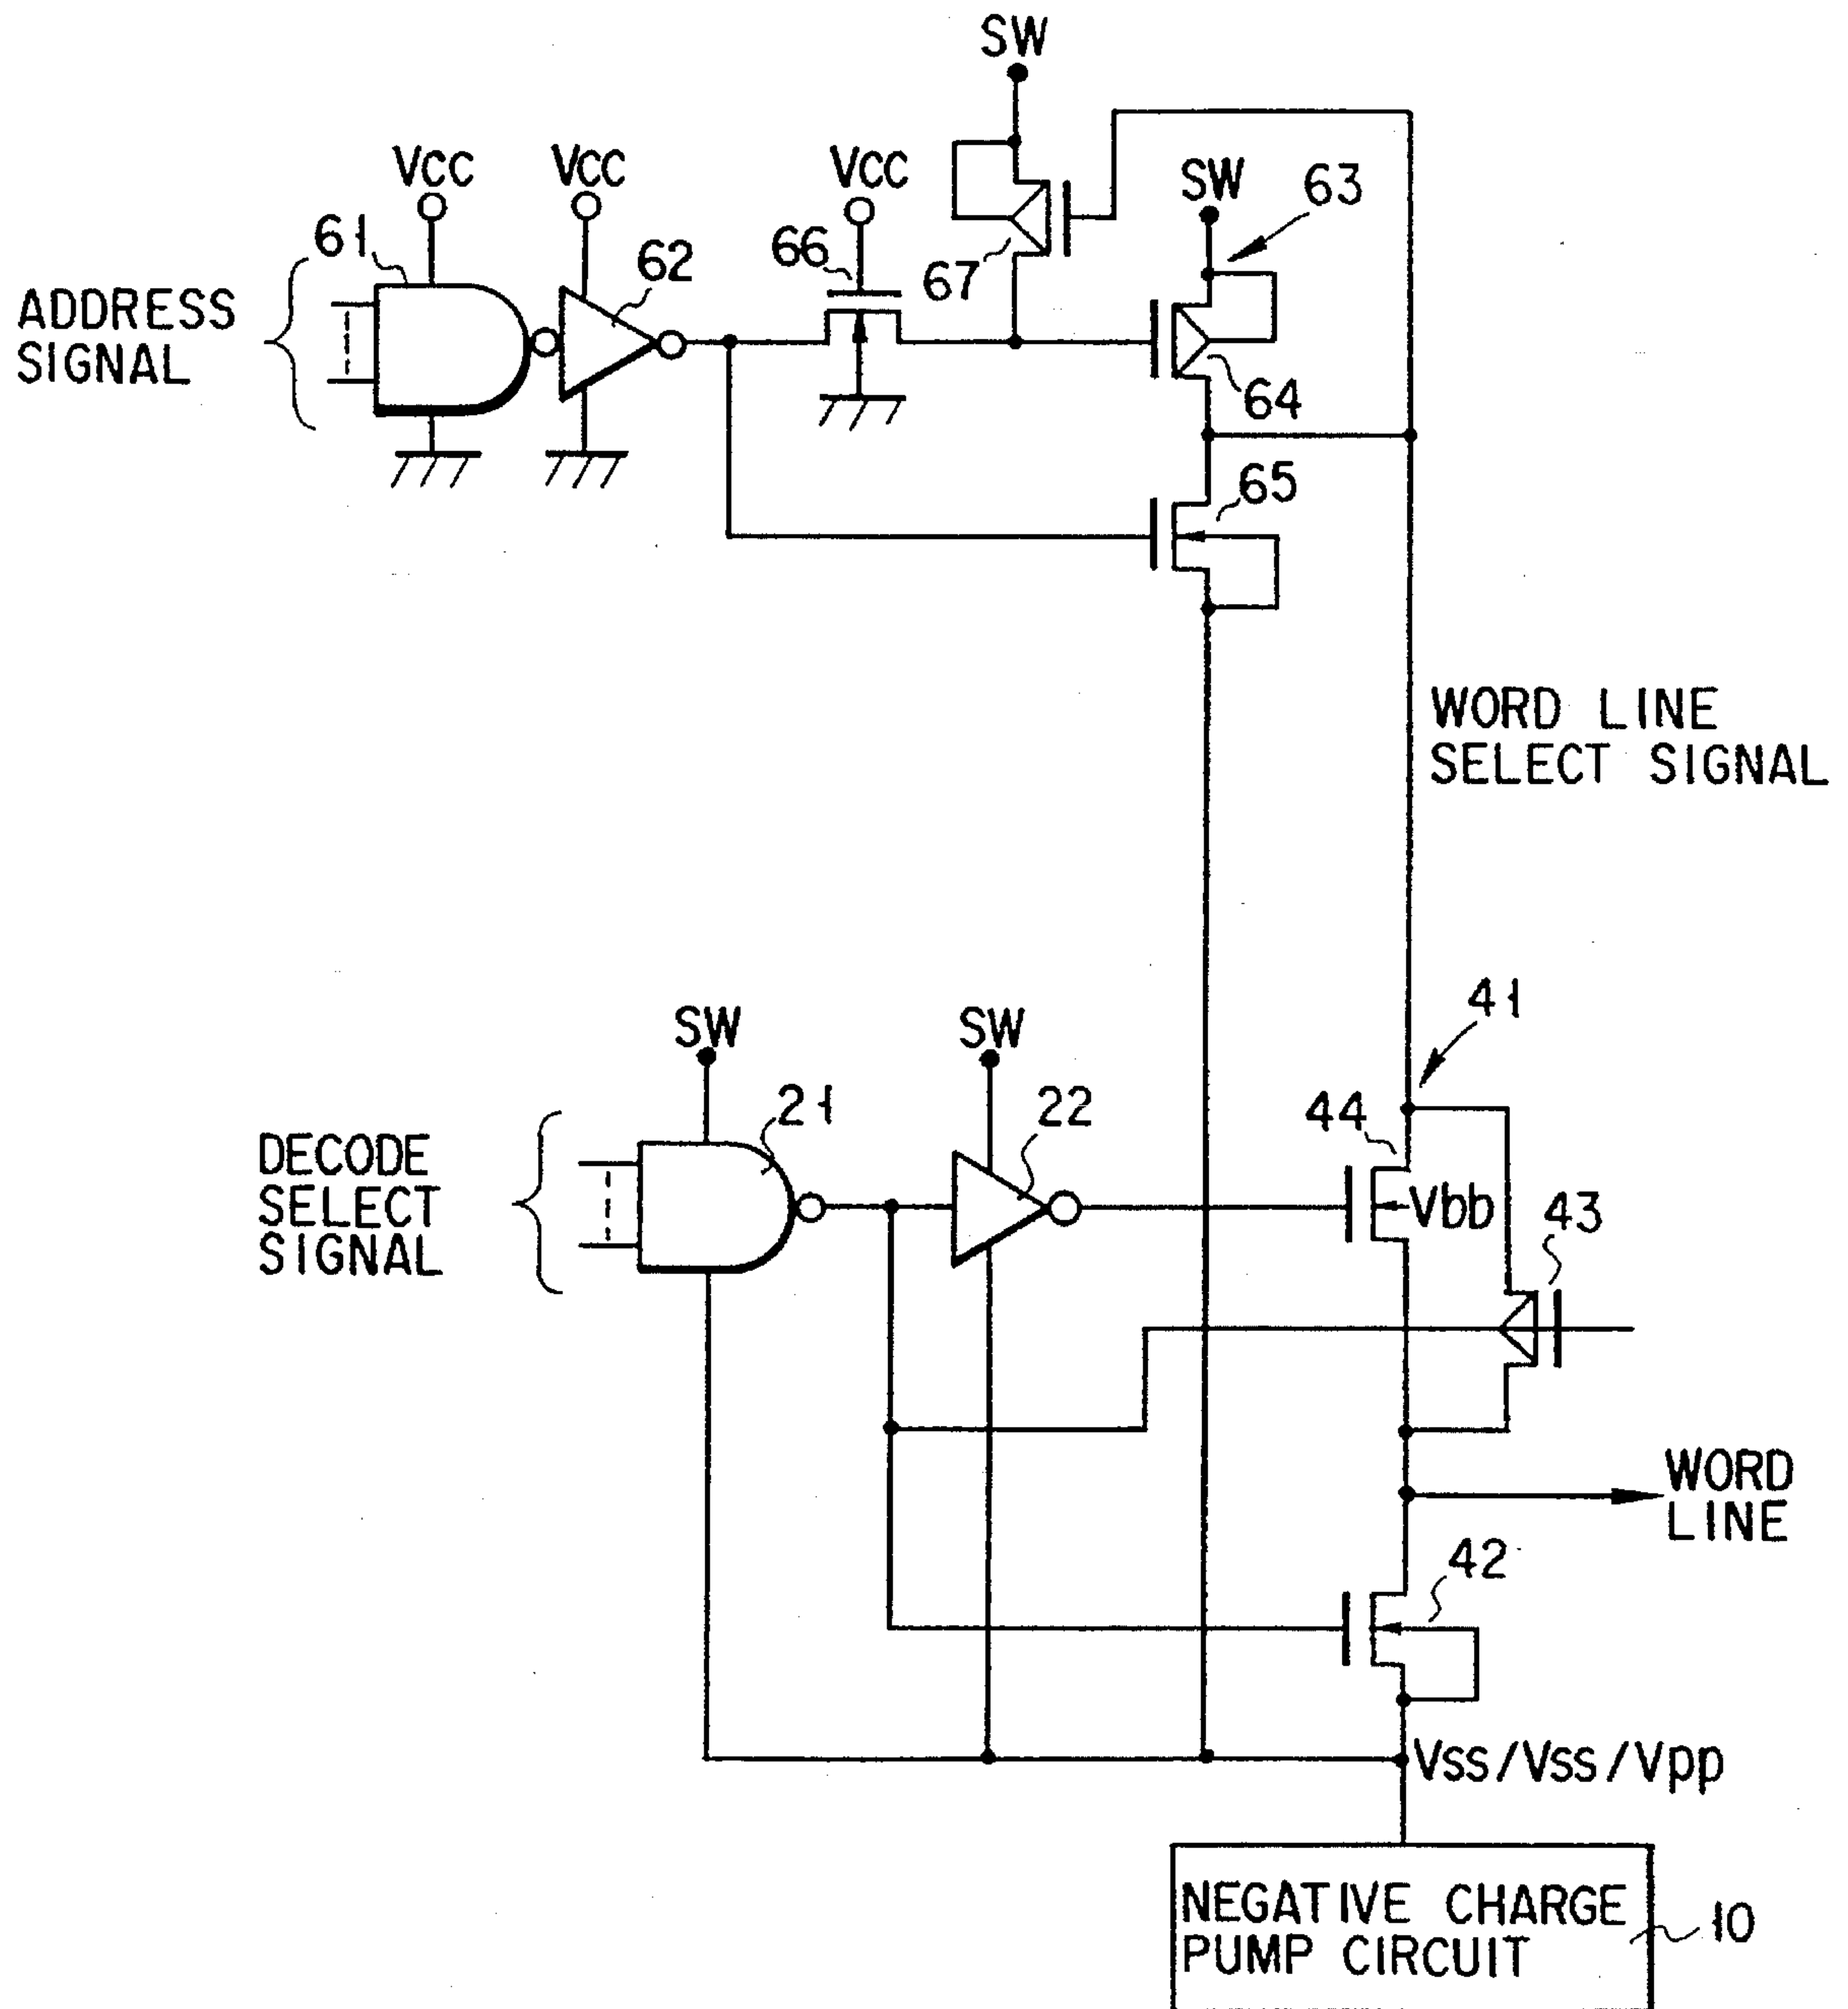 SW
VCC
VCC
VCC
SW
63
61
62
66
67
ADDRESS
SIGNAL
64
65
WORD LINE
SELECT SIGNAL
41
SW
SW
21
22
44
DECODE
SELECT
SIGNAL
Vbb
43
WORD
LINE
42
VSS/VSS/Vpp
NEGATIVE CHARGE
PUMP CIRCUIT
10